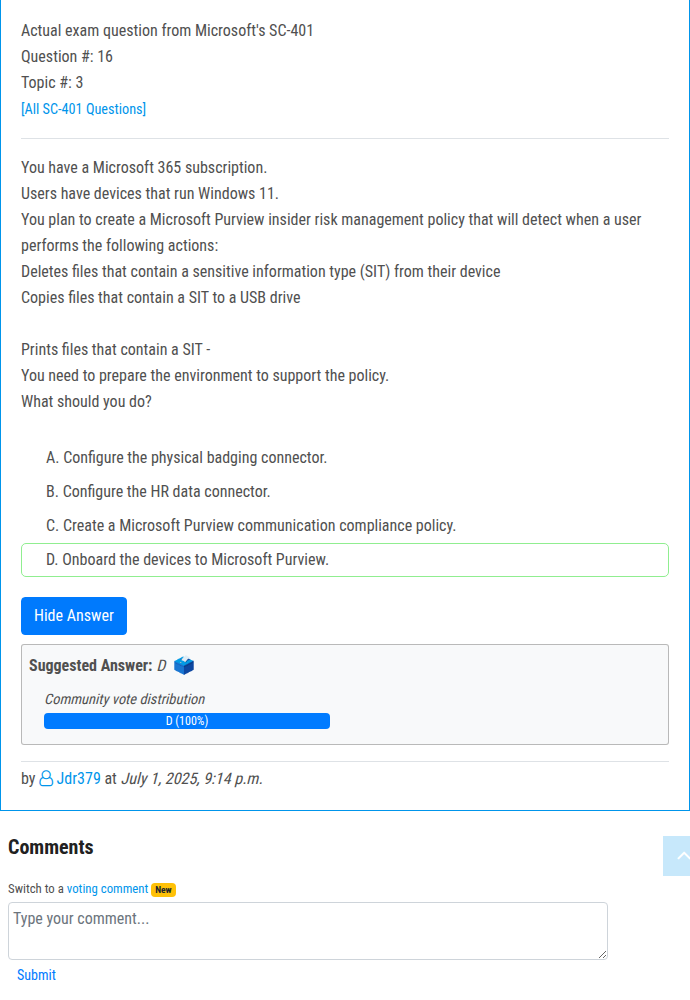 Actual exam question from Microsoft's SC-401
Question #: 16
Topic #: 3
[All SC-401 Questions]
You have a Microsoft 365 subscription.
Users have devices that run Windows 11.
You plan to create a Microsoft Purview insider risk management policy that will detect when a user
performs the following actions:
Deletes files that contain a sensitive information type (SIT) from their device
Copies files that contain a SIT to a USB drive
Prints files that contain a SIT -
You need to prepare the environment to support the policy.
What should you do?
A. Configure the physical badging connector.
B. Configure the HR data connector.
C. Create a Microsoft Purview communication compliance policy.
D. Onboard the devices to Microsoft Purview.
Hide Answer
Suggested Answer: D
Community vote distribution
D (100%)
by Jdr379 at July 1, 2025, 9:14 p.m.
Comments
Switch to a voting comment New
Type your comment...
Submit